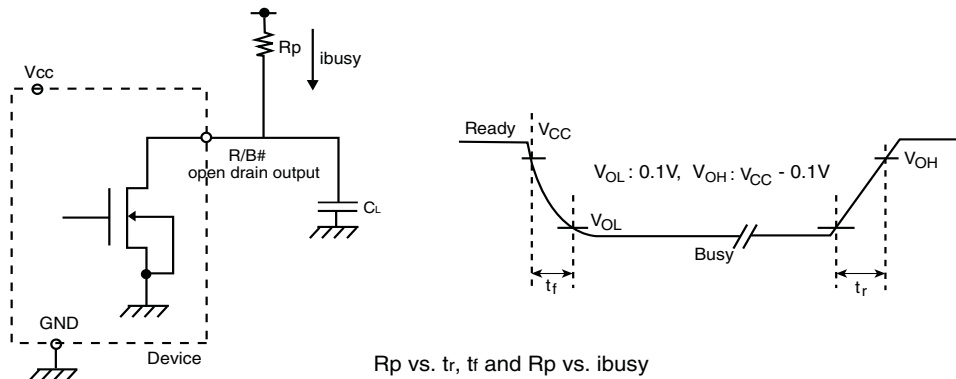 Rp
ibusy
Vcc
R/B#
open drain output
CL
GND
Device
Ready
VCC
VOL : 0.1V, VOH : VCC - 0.1V
VOH
VOL
Busy
tf
tr
Rp vs. tr, tf and Rp vs. ibusy